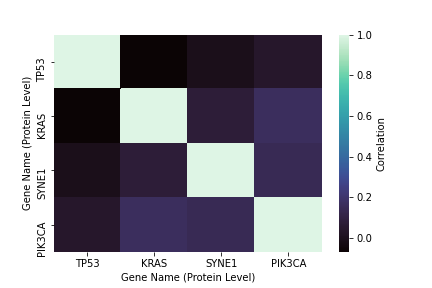 Gene Name (Protein Level)
TP53
KRAS
SYNE1
PIK3CA
TP53 KRAS SYNE1 PIK3CA
Gene Name (Protein Level)
1.0
0.8
0.6
0.4
0.2
0.0
Correlation